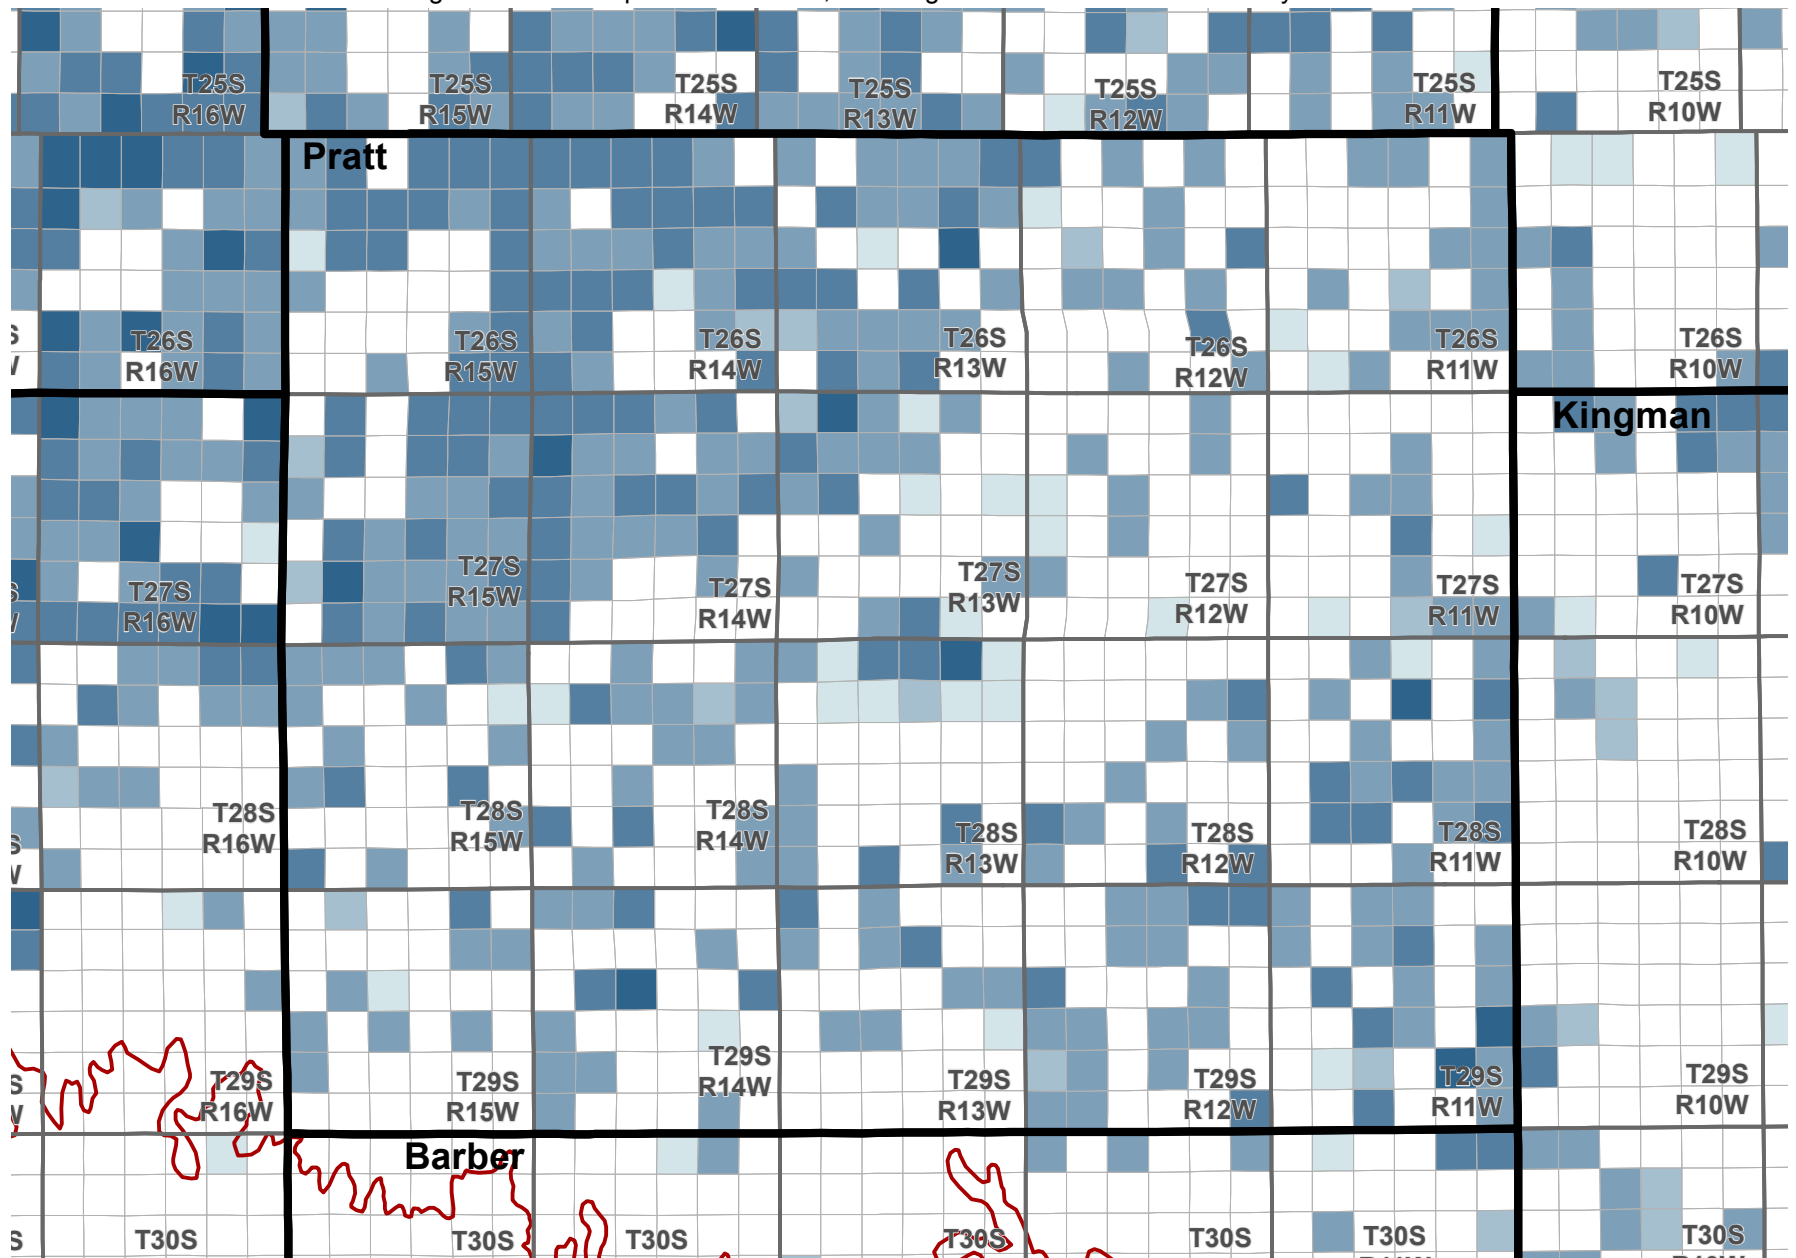 T25S
R16W
T25S
R15W
T25S
R14W
T25S
R13W
T25S
R12W
T25S
R11W
T25S
R10W
Pratt
T26S
R16W
T26S
R15W
T26S
R14W
T26S
R13W
T26S
R12W
T26S
R11W
T26S
R10W
Kingman
T27S
R16W
T27S
R15W
T27S
R14W
T27S
R13W
T27S
R12W
T27S
R11W
T27S
R10W
T28S
R16W
T28S
R15W
T28S
R14W
T28S
R13W
T28S
R12W
T28S
R11W
T28S
R10W
T29S
R16W
T29S
R15W
T29S
R14W
T29S
R13W
T29S
R12W
T29S
R11W
T29S
R10W
Barber
T30S
T30S
T30S
T30S
T30S
T30S
T30S